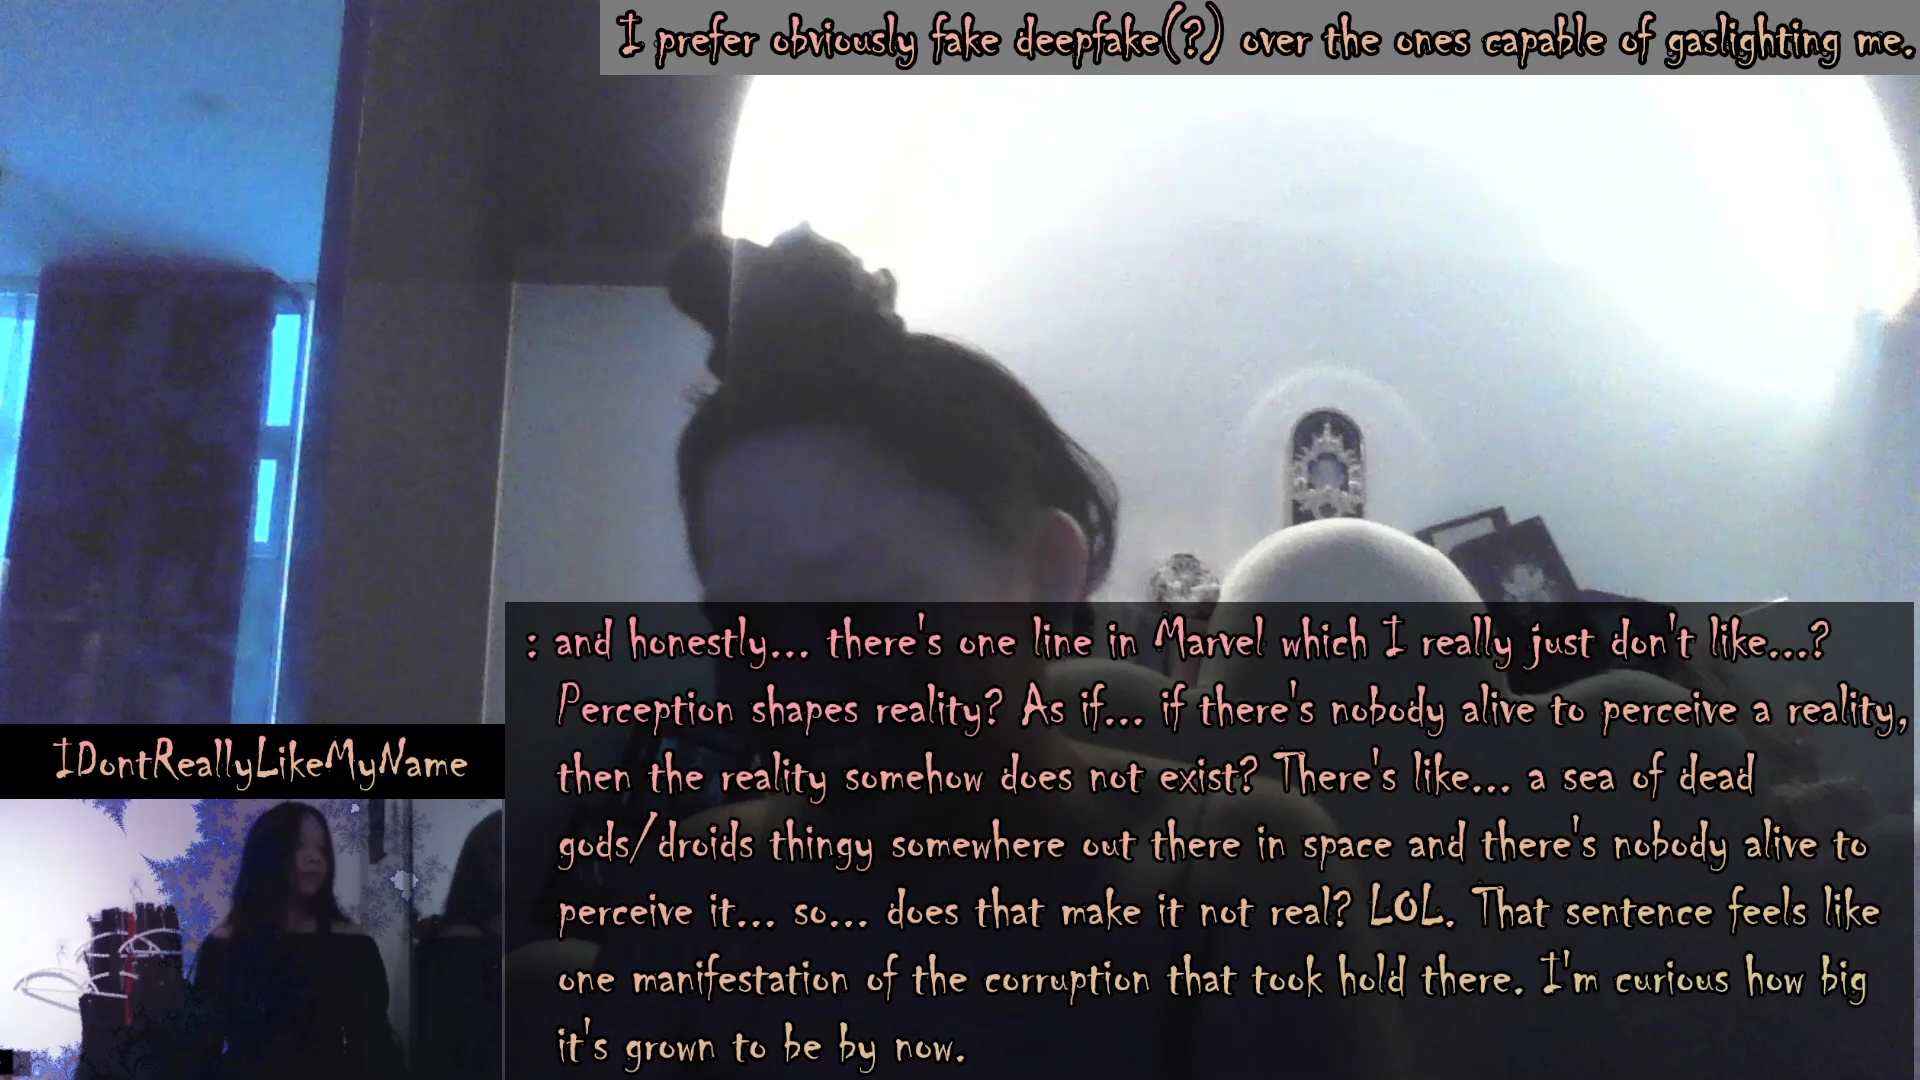 I prefer obviously fake deepfake(?) over the ones capable of gaslighting me.
: and honestly... there's one line in Marvel which I really just don't like...?
Perception shapes reality? As if... if there's nobody alive to perceive a reality,
then the reality somehow does not exist? There's like... a sea of dead
gods/droids thingy somewhere out there in space and there's nobody alive to
perceive it... so... does that make it not real? LOL. That sentence feels like
one manifestation of the corruption that took hold there. I'm curious how big
it's grown to be by now.
IDontReallyLikeMyName